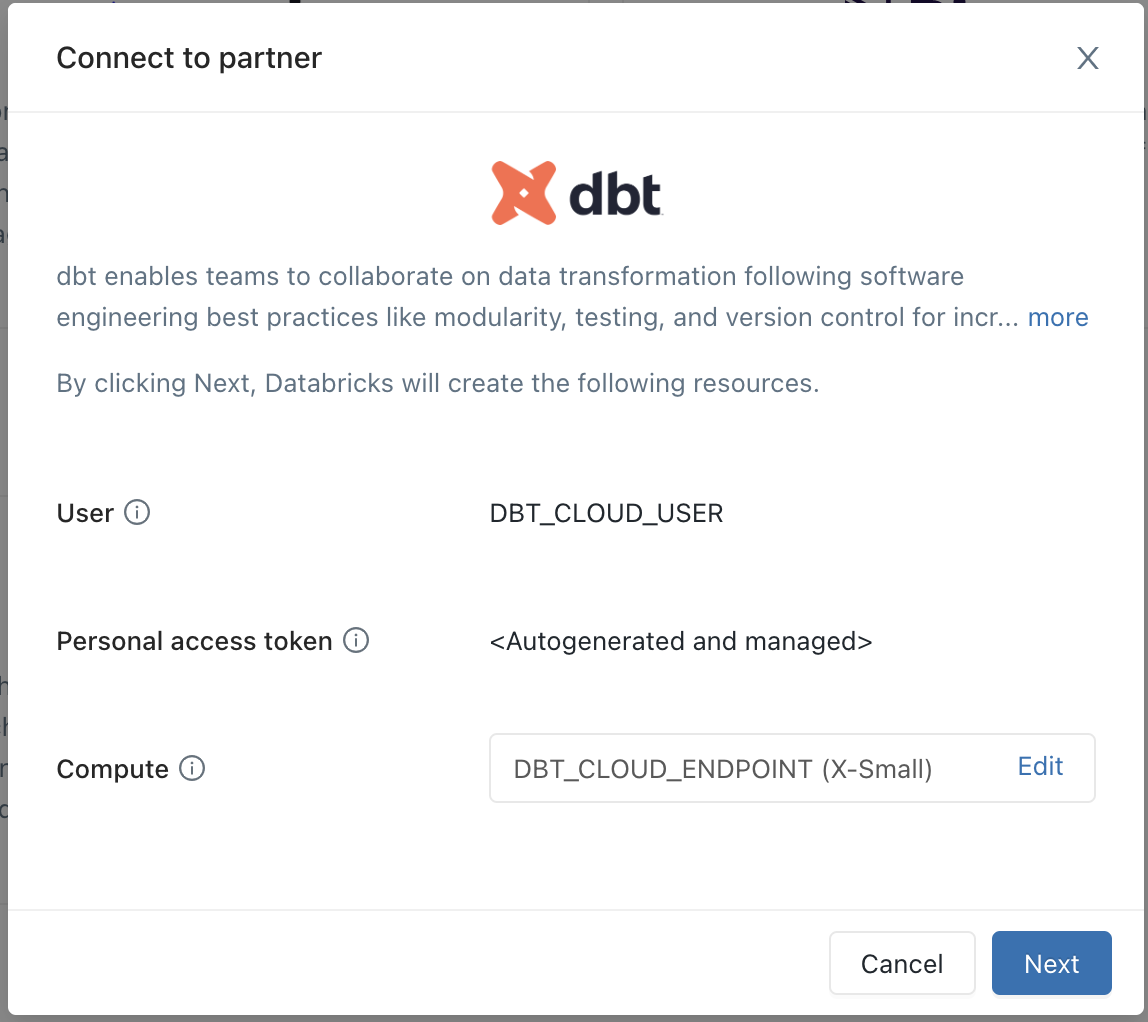 Connect to partner
X
dbt
dbt enables teams to collaborate on data transformation following software
engineering best practices like modularity, testing, and version control for incr... more
By clicking Next, Databricks will create the following resources.
User
DBT_CLOUD_USER
Personal access token
<Autogenerated and managed>
Compute
DBT_CLOUD_ENDPOINT (X-Small)
Edit
Cancel
Next